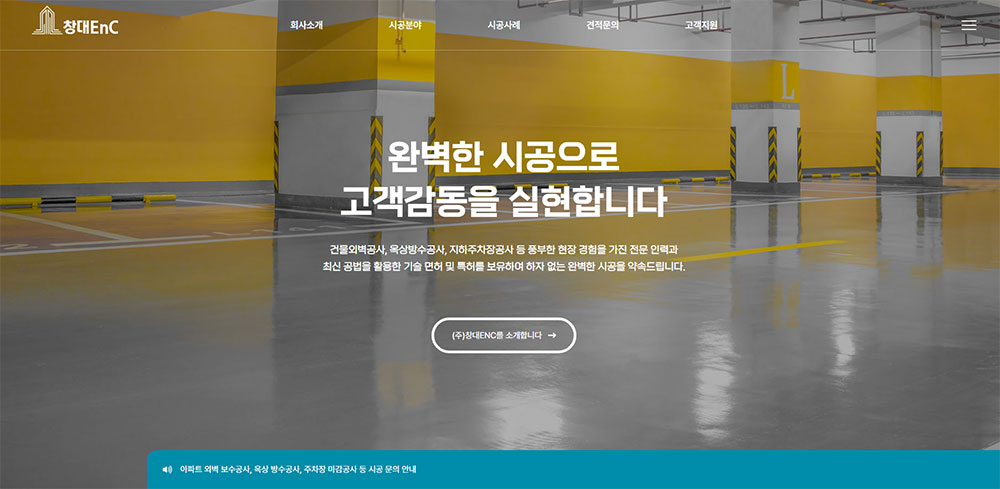 창대EnC
회사소개
시공분야
시공사례
견적문의
고객지원
L
완벽한 시공으로
고객감동을 실현합니다
건물외벽공사, 옥상방수공사, 지하주차장공사 등 풍부한 현장 경험을 가진 전문 인력과
최신 공법을 활용한 기술 면허 및 특허를 보유하여 하자 없는 완벽한 시공을 약속드립니다.
(주)창대ENC를 소개합니다 →
이파트 외벽 보수공사, 옥상 방수공사, 주차장 마감공사 등 시공 문의 안내